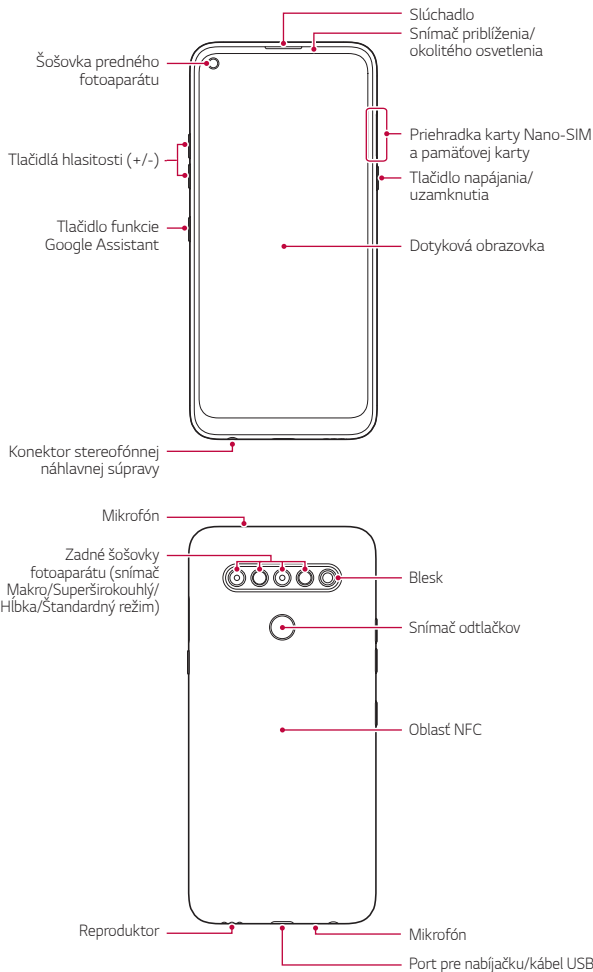 Slúchadlo
Snímač priblíženia/
okolitého osvetlenia
Šošovka predného
fotoaparátu
Priehradka karty Nano-SIM
a pamäťovej karty
Tlačidlá hlasitosti (+/-)
Tlačidlo napájania/
uzamknutia
Tlačidlo funkcie
Google Assistant
Dotyková obrazovka
Konektor stereofónnej
náhlavnej súpravy
Mikrofón
Zadné šošovky
fotoaparátu (snímač
Makro/Superširokouhlý/
Hĺbka/Štandardný režim)
Blesk
Snímač odtlačkov
Oblasť NFC
Reproduktor
Mikrofón
Port pre nabíjačku/kábel USB